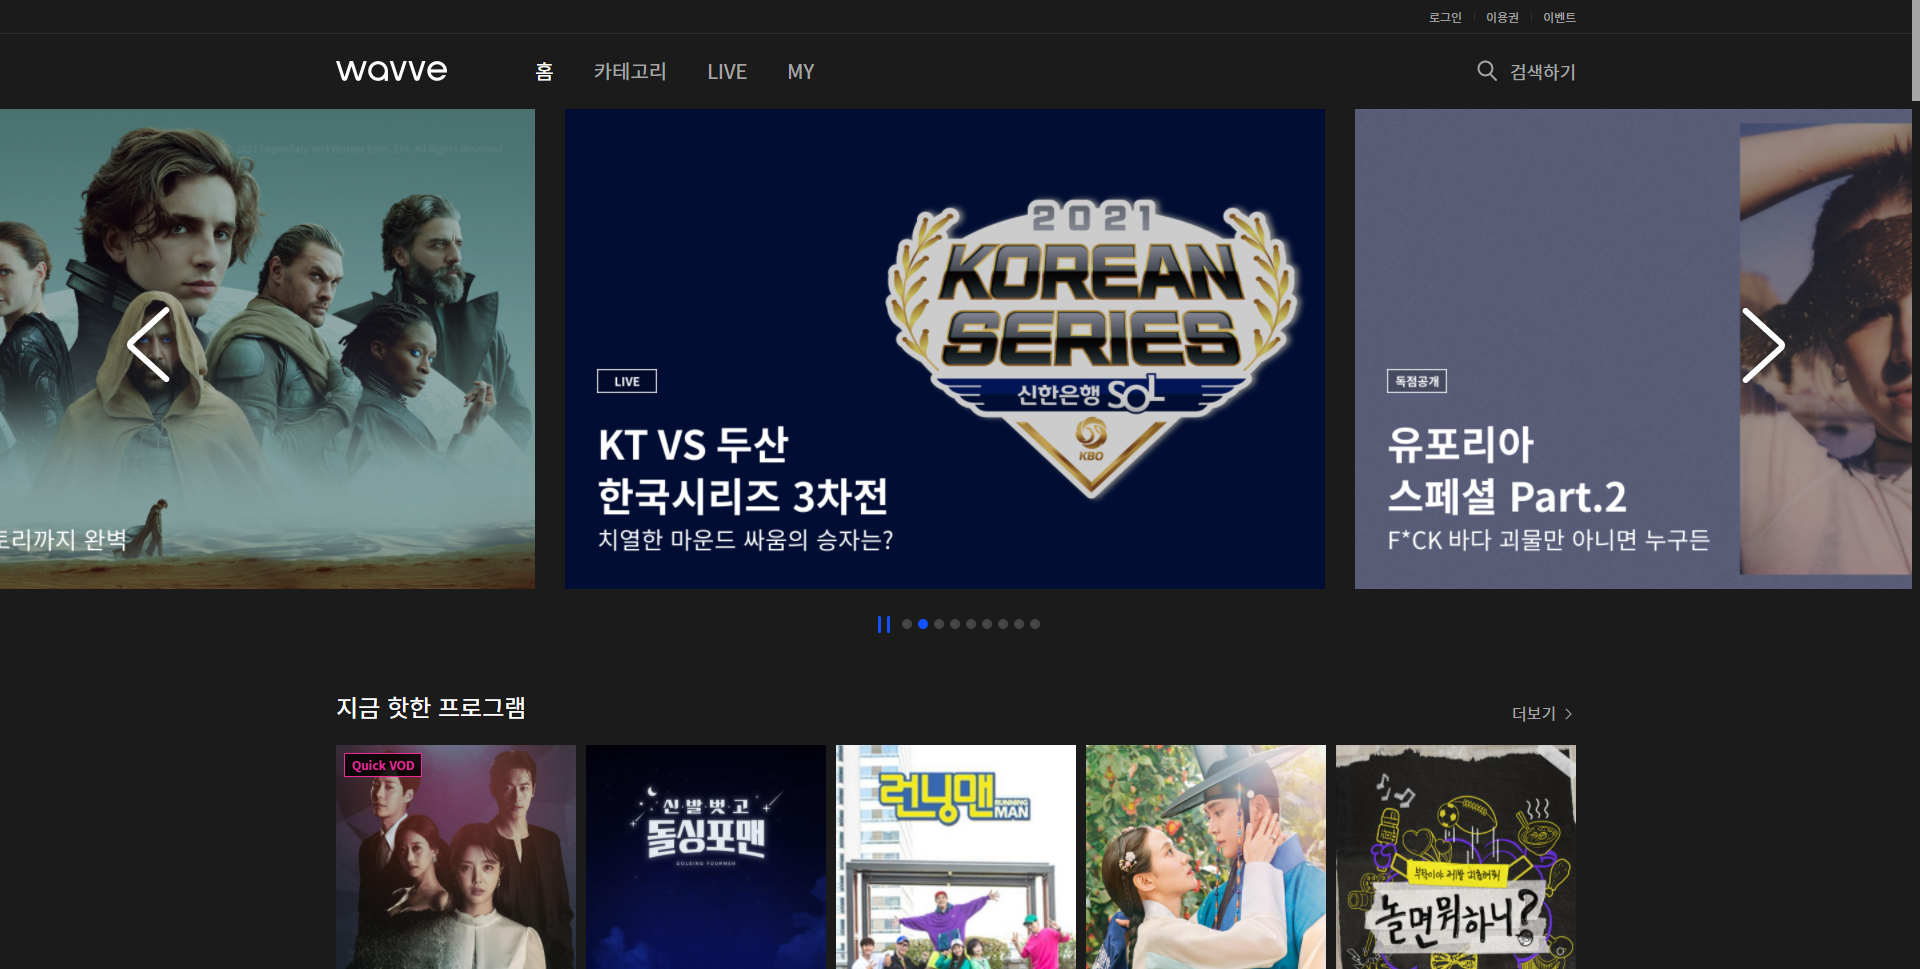 로그인
이용권
이벤트
wavve
홈
카테고리
LIVE
MY
검색하기
2021 Legendary and Warner Bros. Ent. All Rights Reserved
토리까지 완벽
2021
KOREAN
SERIES
신한은행 SOL
KBO
LIVE
KT VS 두산
한국시리즈 3차전
치열한 마운드 싸움의 승자는?
독점공개
유포리아
스페셜 Part.2
F*CK 바다 괴물만 아니면 누구든
지금 핫한 프로그램
더보기
Quick VOD
신발벗고
돌싱포맨
DOLSING FOURMEN
런닝맨
RUNNING
MAN
놀면 뭐하니?